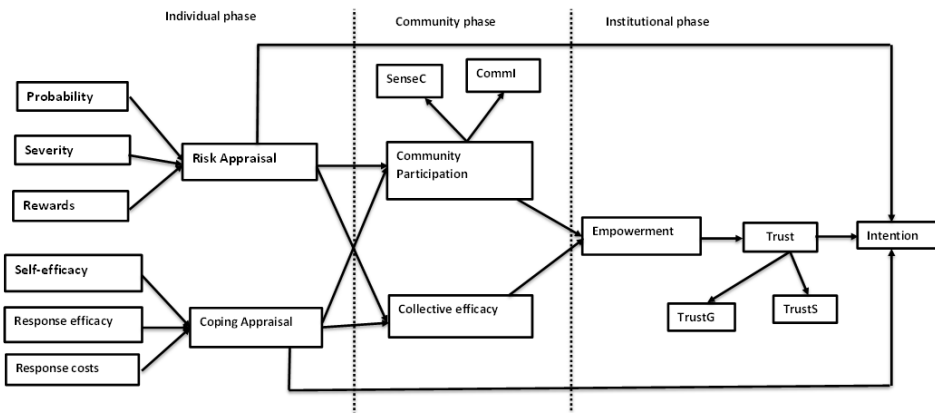 Individual phase
Community phase
Institutional phase
SenseC
CommI
Probability
Severity
Rewards
Risk Appraisal
Community
Participation
Self-efficacy
Response efficacy
Response costs
Coping Appraisal
Collective efficacy
Empowerment
Trust
Intention
TrustG
TrustS